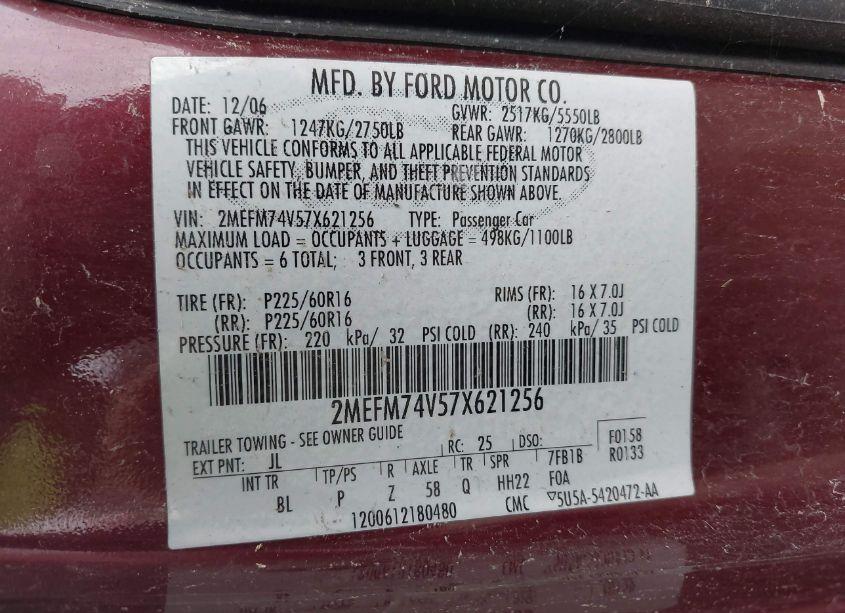 MFD. BY FORD MOTOR CO.
DATE: 12/06 GVWR: 2517KG/5550LB
FRONT GAWR: 1247KG/2750LB REAR GAWR: 1270KG/2800LB
THIS VEHICLE CONFORMS TO ALL APPLICABLE FEDERAL MOTOR
VEHICLE SAFETY, BUMPER, AND THEFT PREVENTION STANDARDS
IN EFFECT ON THE DATE OF MANUFACTURE SHOWN ABOVE.
VIN: 2MEFM74V57X621256 TYPE: Passenger Car
MAXIMUM LOAD = OCCUPANTS + LUGGAGE = 498KG/1100LB
OCCUPANTS = 6 TOTAL; 3 FRONT, 3 REAR
TIRE (FR): P225/60R16 RIMS (FR): 16 X 7.0J
(RR): P225/60R16 (RR): 16 X 7.0J
PRESSURE (FR): 220 kPa/ 32 PSI COLD (RR): 240 kPa/ 35 PSI COLD
2MEFM74V57X621256
TRAILER TOWING - SEE OWNER GUIDE
EXT PNT: JL RC: 25 DSO: F0158
R0133
INT TR TP/PS R AXLE TR SPR 7FB1B
BL P Z 58 Q HH22 FOA
1200612180480 CMC ▽5U5A-5420472-AA